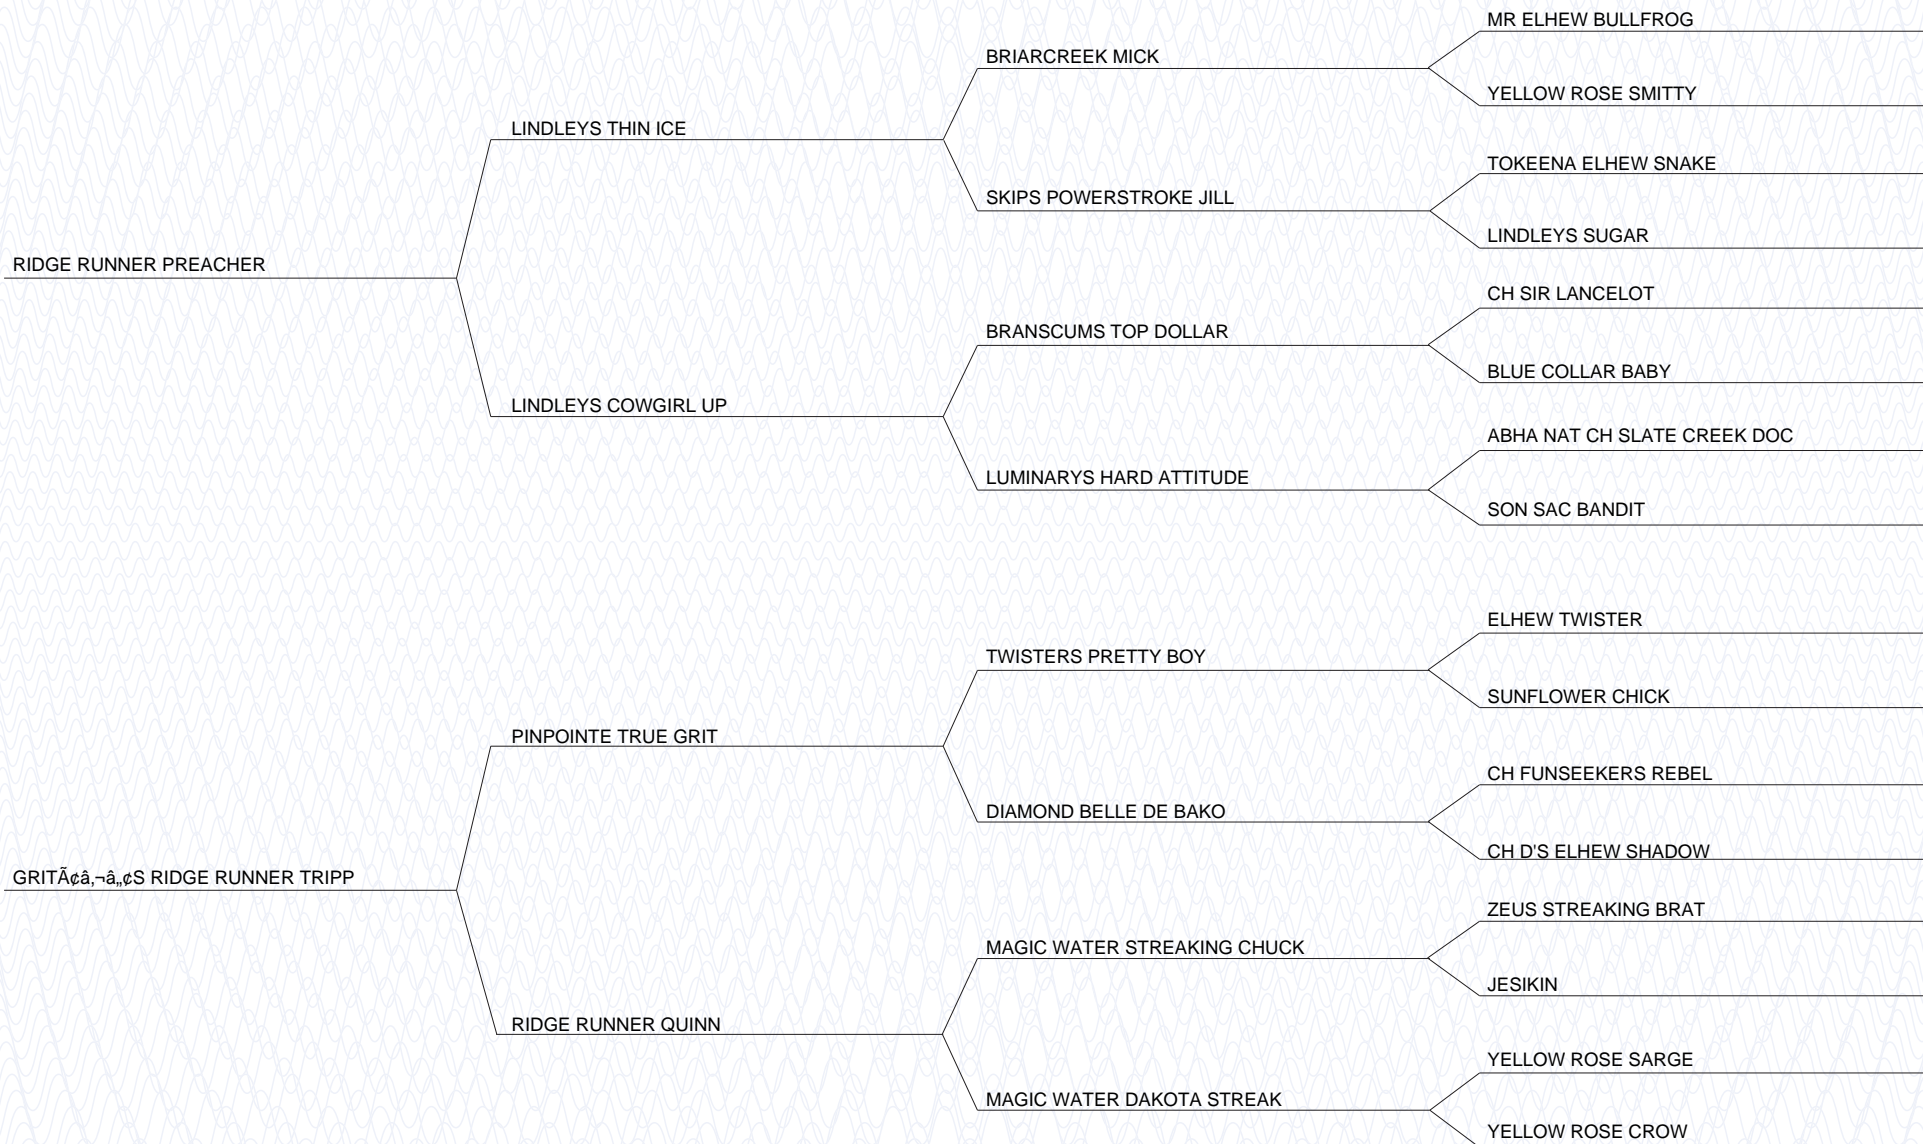 MR ELHEW BULLFROG
BRIARCREEK MICK
YELLOW ROSE SMITTY
LINDLEYS THIN ICE
TOKEENA ELHEW SNAKE
SKIPS POWERSTROKE JILL
LINDLEYS SUGAR
RIDGE RUNNER PREACHER
CH SIR LANCELOT
BRANSCUMS TOP DOLLAR
BLUE COLLAR BABY
LINDLEYS COWGIRL UP
ABHA NAT CH SLATE CREEK DOC
LUMINARYS HARD ATTITUDE
SON SAC BANDIT
ELHEW TWISTER
TWISTERS PRETTY BOY
SUNFLOWER CHICK
PINPOINTE TRUE GRIT
CH FUNSEEKERS REBEL
DIAMOND BELLE DE BAKO
CH D'S ELHEW SHADOW
GRITÃ¢â‚¬â„¢S RIDGE RUNNER TRIPP
ZEUS STREAKING BRAT
MAGIC WATER STREAKING CHUCK
JESIKIN
RIDGE RUNNER QUINN
YELLOW ROSE SARGE
MAGIC WATER DAKOTA STREAK
YELLOW ROSE CROW